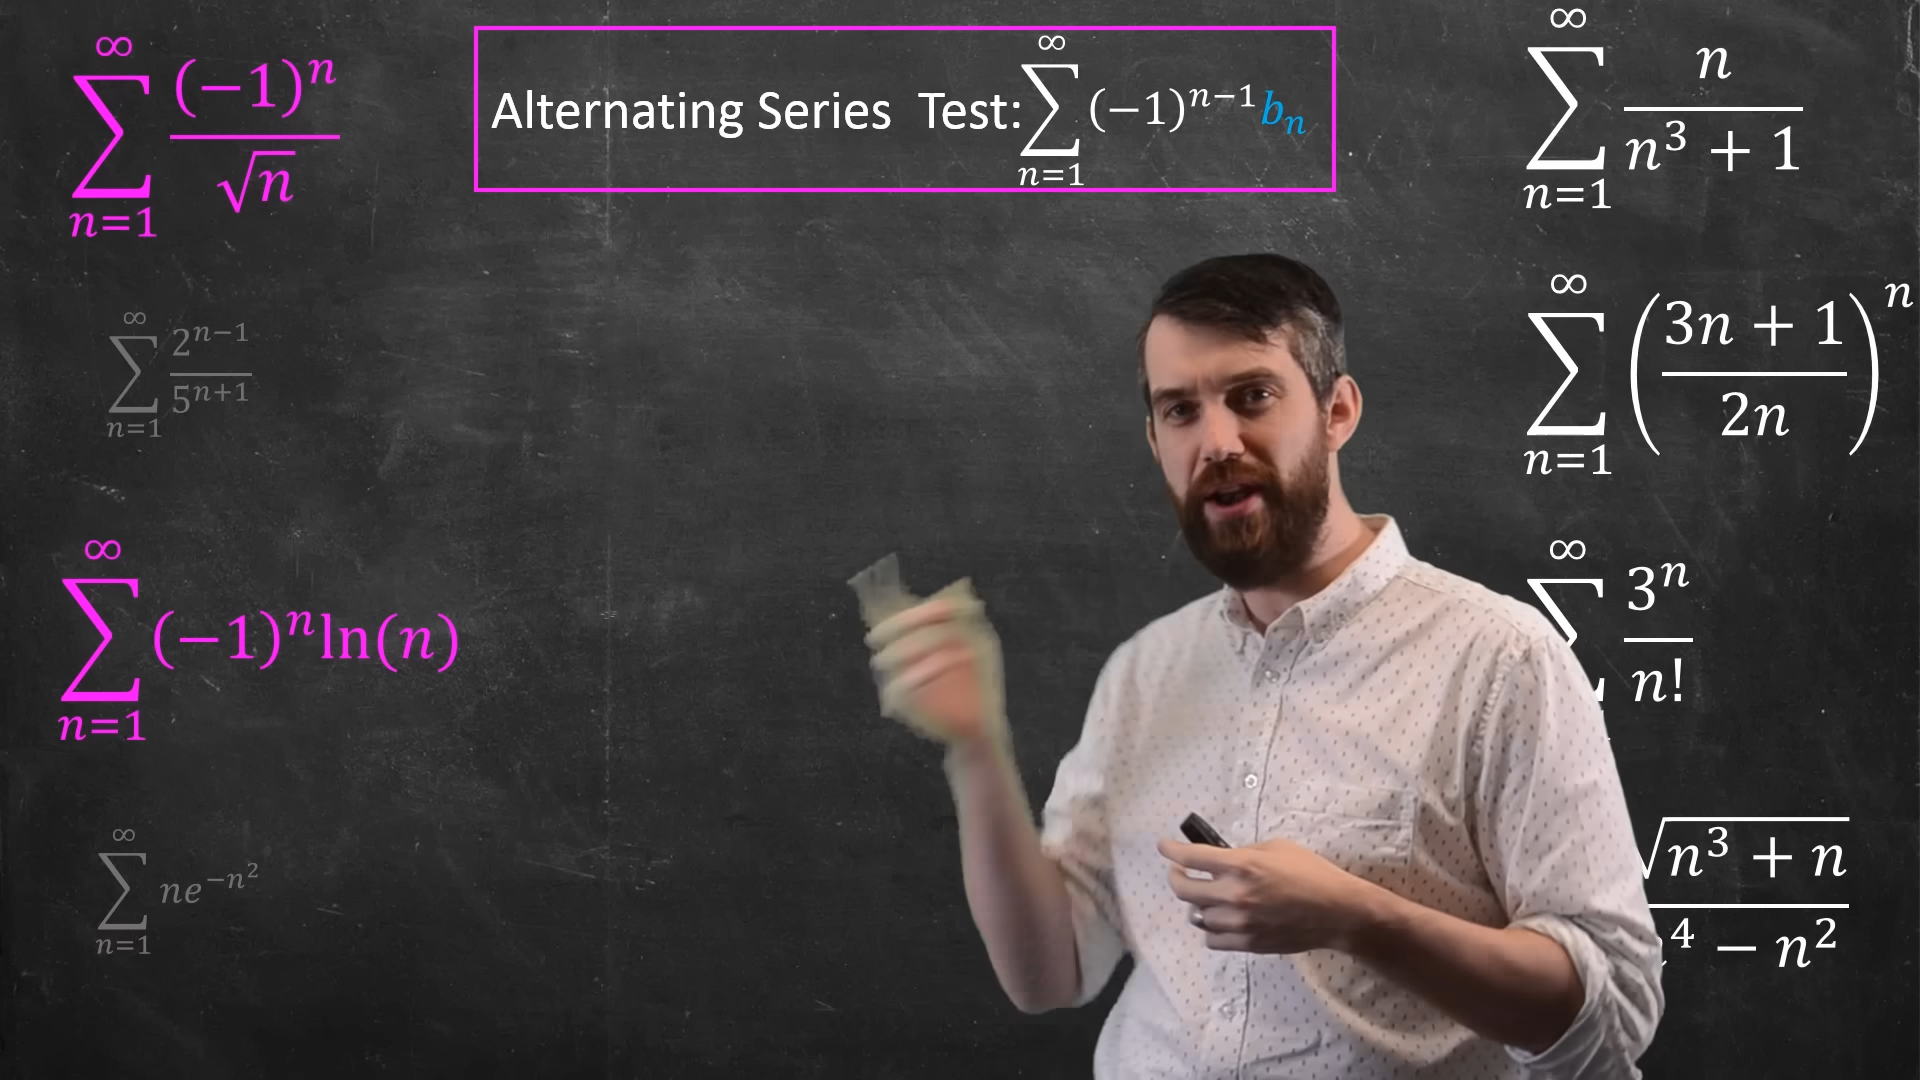 ∑_{n=1}^{∞} (−1)^n / √n
Alternating Series Test: ∑_{n=1}^{∞} (−1)^{n−1} b_n
∑_{n=1}^{∞} n / (n^3 + 1)
∑_{n=1}^{∞} 2^{n−1} / 5^{n+1}
∑_{n=1}^{∞} ((3n + 1) / 2n)^n
∑_{n=1}^{∞} (−1)^n ln(n)
∑ 3^n / n!
∑_{n=1}^{∞} ne^{−n^2}
√(n^3 + n) / ^4 − n^2